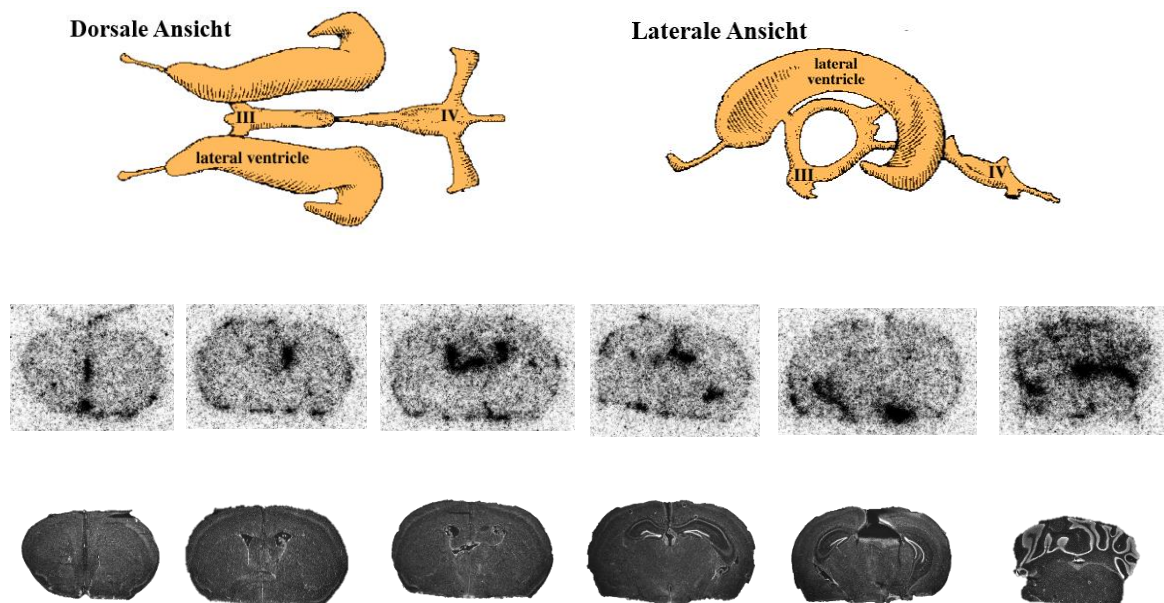 Dorsale Ansicht
III
IV
lateral ventricle
Laterale Ansicht
lateral
ventricle
III
IV